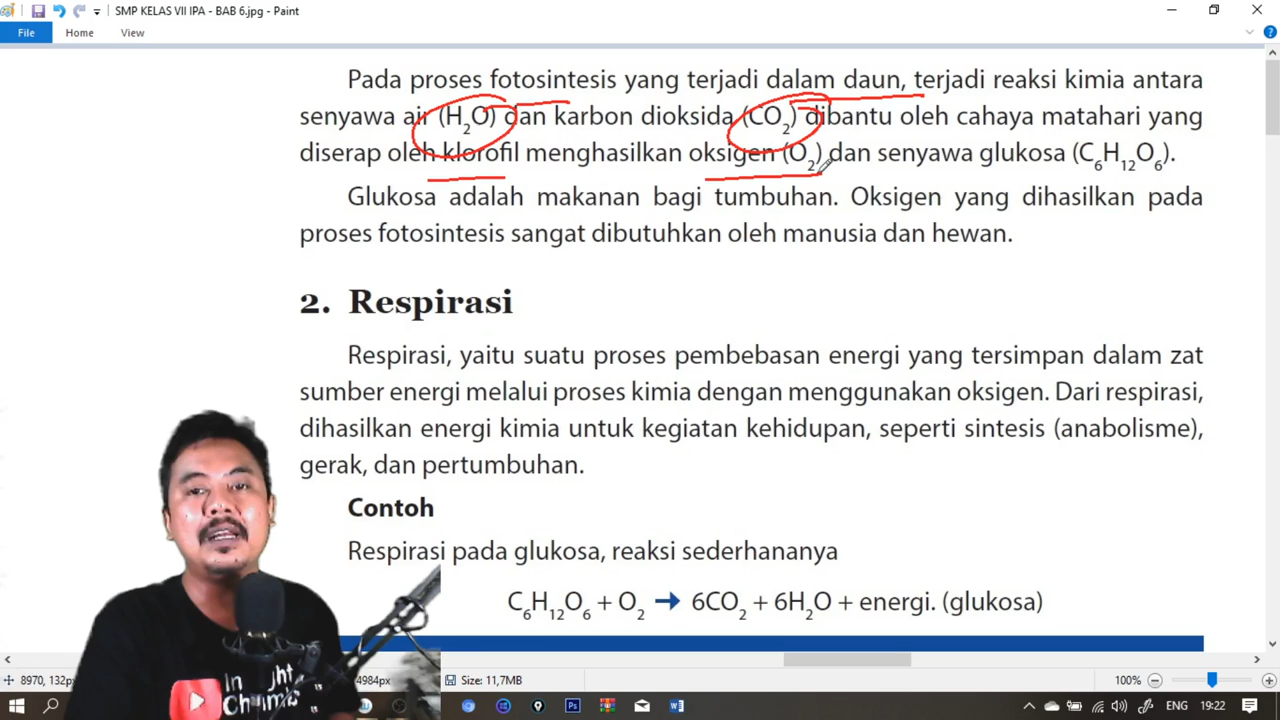 SMP KELAS VII IPA - BAB 6.jpg - Paint
File Home View
Pada proses fotosintesis yang terjadi dalam daun, terjadi reaksi kimia antara
senyawa air (H₂O) dan karbon dioksida (CO₂) dibantu oleh cahaya matahari yang
diserap oleh klorofil menghasilkan oksigen (O₂) dan senyawa glukosa (C₆H₁₂O₆).
Glukosa adalah makanan bagi tumbuhan. Oksigen yang dihasilkan pada
proses fotosintesis sangat dibutuhkan oleh manusia dan hewan.
2. Respirasi
Respirasi, yaitu suatu proses pembebasan energi yang tersimpan dalam zat
sumber energi melalui proses kimia dengan menggunakan oksigen. Dari respirasi,
dihasilkan energi kimia untuk kegiatan kehidupan, seperti sintesis (anabolisme),
gerak, dan pertumbuhan.
Contoh
Respirasi pada glukosa, reaksi sederhananya
C₆H₁₂O₆ + O₂ → 6CO₂ + 6H₂O + energi. (glukosa)
8970, 132p 4984px Size: 11,7MB 100%
ENG 19:22